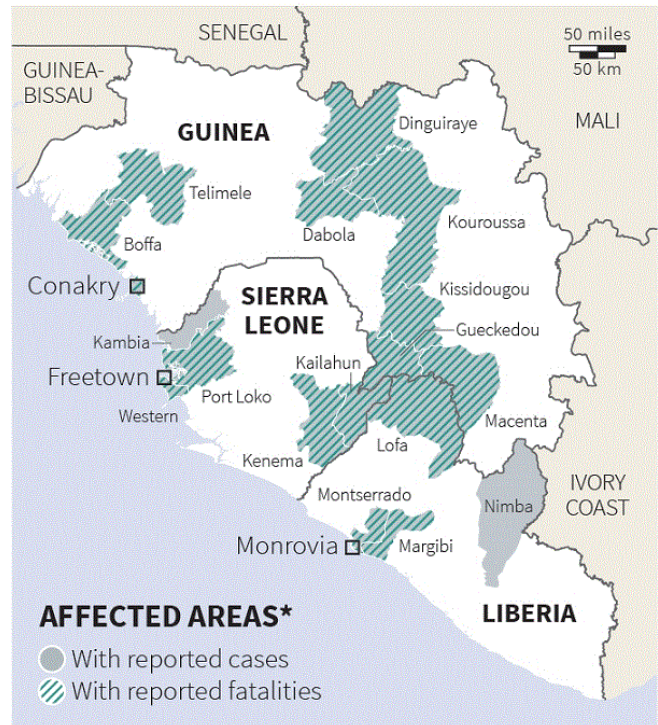 SENEGAL
50 miles
50 km
GUINEA-
BISSAU
MALI
GUINEA
Dinguiraye
Telimele
Kouroussa
Dabola
Boffa
Conakry
Kissidougou
SIERRA
LEONE
Gueckedou
Kambia
Kailahun
Freetown
Port Loko
Western
Macenta
Lofa
Kenema
IVORY
COAST
Montserrado
Nimba
Monrovia
Margibi
LIBERIA
AFFECTED AREAS*
With reported cases
With reported fatalities